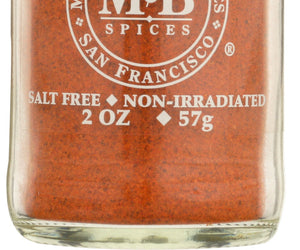 M·B
SPICES
SAN FRANCISCO
®
SALT FREE ◆ NON-IRRADIATED
2 OZ ◆ 57g